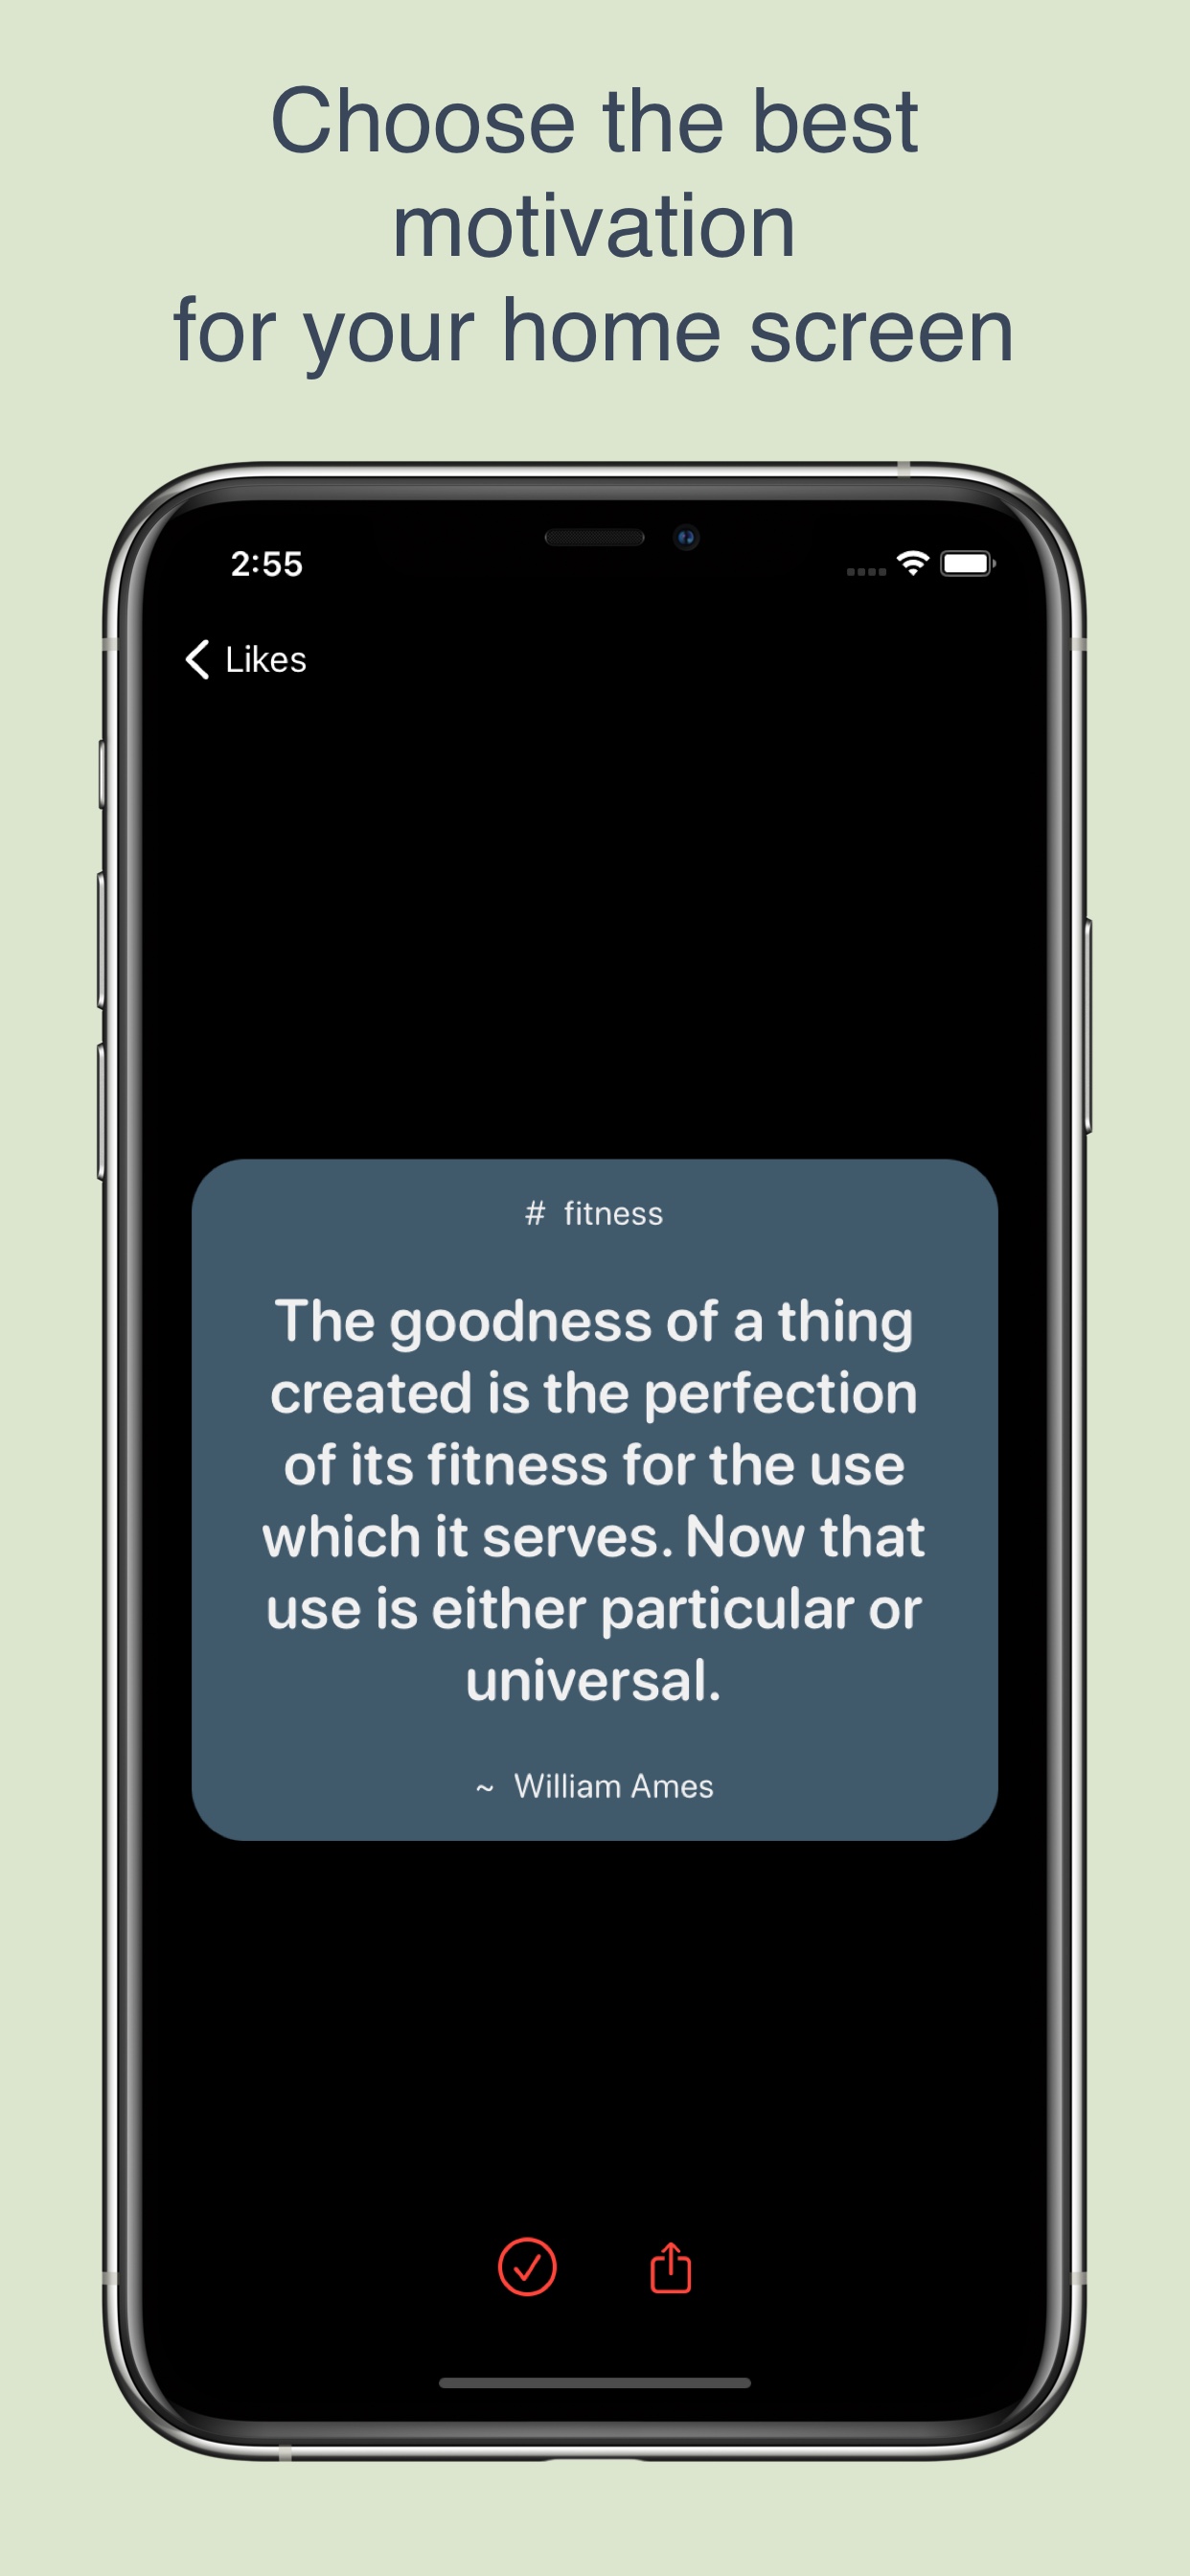 Choose the best
motivation
for your home screen
2:55
Likes
# fitness
The goodness of a thing
created is the perfection
of its fitness for the use
which it serves. Now that
use is either particular or
universal.
~ William Ames